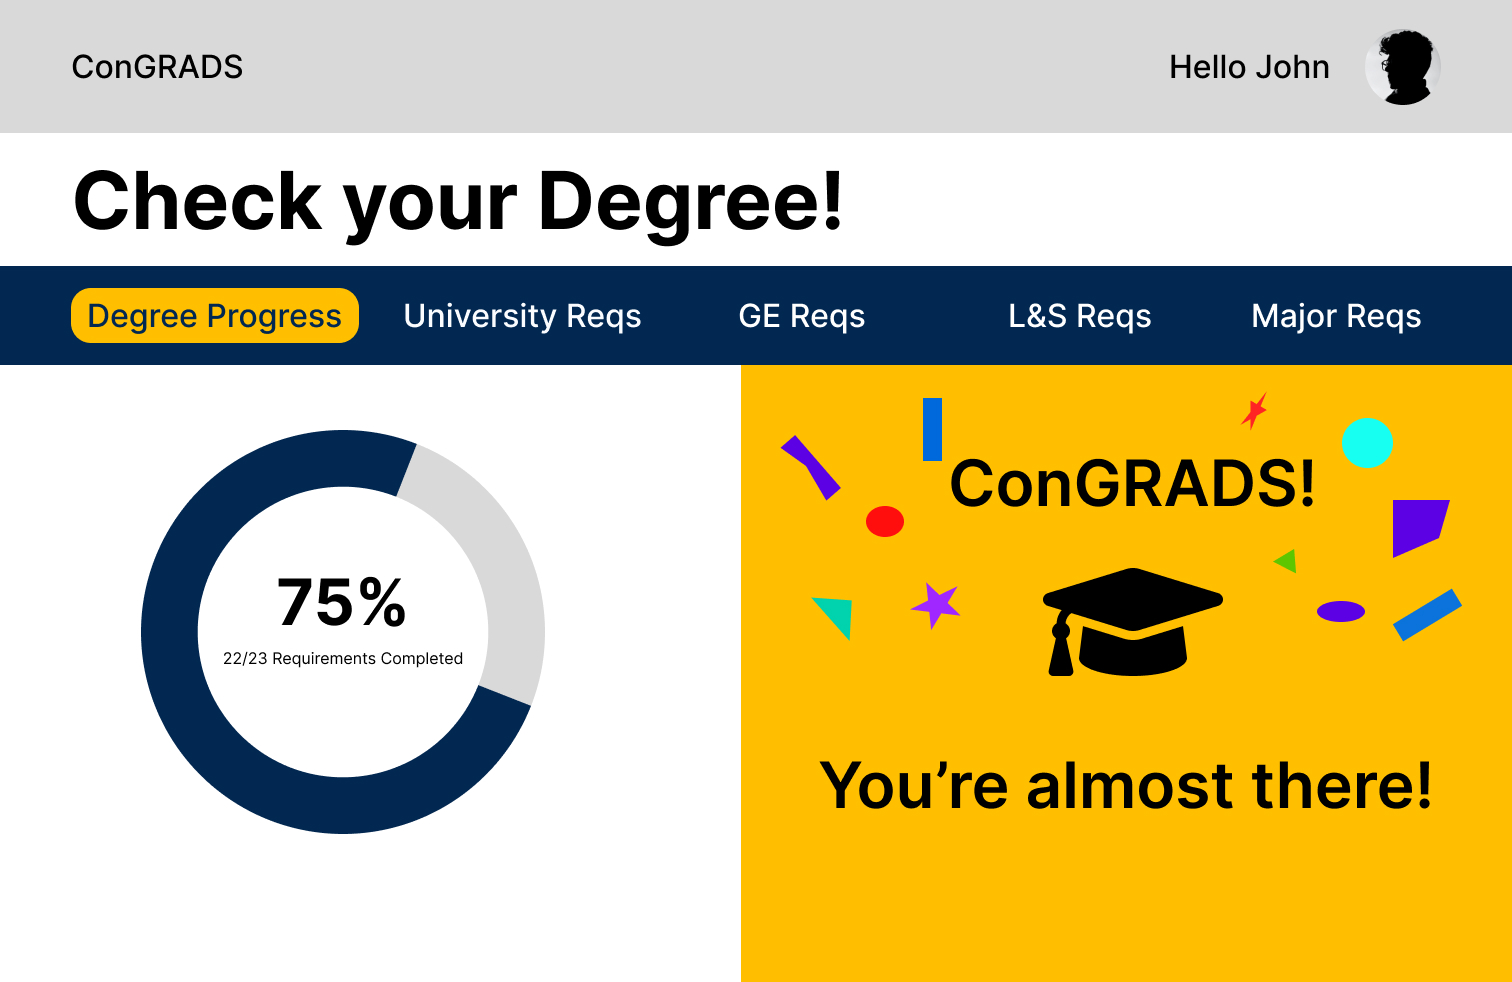 ConGRADS
Hello John
Check your Degree!
Degree Progress
University Reqs
GE Reqs
L&S Reqs
Major Reqs
75%
22/23 Requirements Completed
ConGRADS!
You’re almost there!